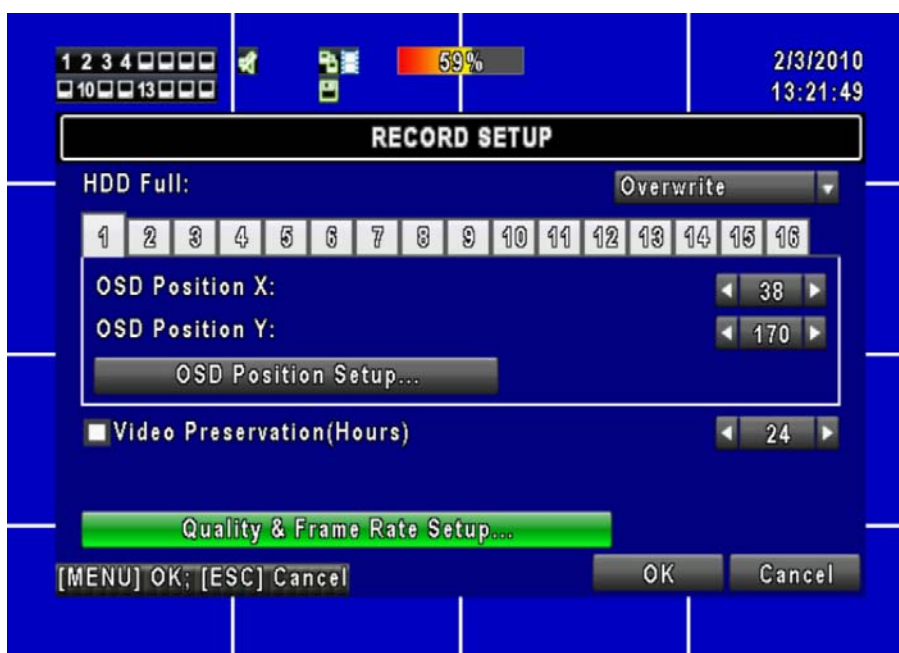 1 2 3 4
59%
2/3/2010
10 13
13:21:49
RECORD SETUP
HDD Full:
Overwrite
1 2 3 4 5 6 7 8 9 10 11 12 13 14 15 16
OSD Position X:
38
OSD Position Y:
170
OSD Position Setup...
Video Preservation(Hours)
24
Quality & Frame Rate Setup...
[MENU] OK; [ESC] Cancel
OK
Cancel